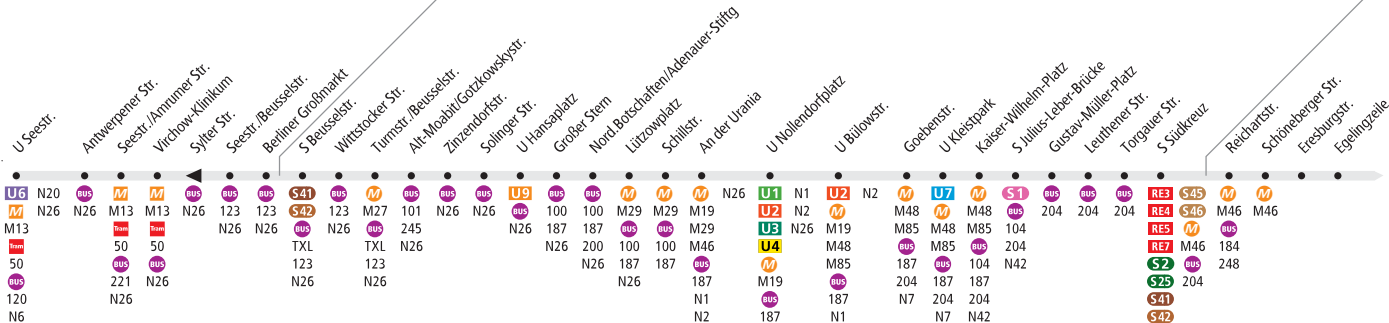 U Seestr.
Antwerpener Str.
Seestr./Amrumer Str.
Virchow-Klinikum
Sylter Str.
Seestr./Beusselstr.
Berliner Großmarkt
S Beusselstr.
Wittstocker Str.
Turmstr./Beusselstr.
Alt-Moabit/Gotzkowskystr.
Zinzendorfstr.
Solinger Str.
U Hansaplatz
Großer Stern
Nord.Botschaften/Adenauer-Stiftg
Lützowplatz
Schillstr.
An der Urania
U Nollendorfplatz
U Bülowstr.
Goebenstr.
U Kleistpark
Kaiser-Wilhelm-Platz
S Julius-Leber-Brücke
Gustav-Müller-Platz
Leuthener Str.
Torgauer Str.
S Südkreuz
Reichartstr.
Schöneberger Str.
Eresburgstr.
Egelingzeile
U6 N20 BUS M M BUS BUS BUS S41 BUS M BUS BUS BUS U9 BUS BUS M M M N26 U1 N1 U2 N2 M U7 M S1 BUS BUS BUS RE3 S45 M M
M N26 N26 M13 M13 N26 123 123 S42 123 M27 101 N26 N26 BUS 100 100 M29 M29 M19 U2 N2 M M48 M M48 BUS 204 204 204 RE4 S46 M46 M46
M13 Tram Tram N26 N26 BUS N26 BUS 245 N26 187 187 BUS BUS M29 U3 N26 M19 M85 M48 M85 104 RE5 M BUS
Tram 50 50 TXL TXL N26 N26 200 100 100 M46 U4 M48 BUS M85 BUS 204 RE7 M46 184
50 BUS BUS 123 123 N26 187 187 BUS M M85 187 BUS 104 N42 S2 BUS 248
BUS 221 N26 N26 N26 N26 187 M19 BUS 204 187 187 S25 204
120 N26 N1 BUS 187 N7 204 204 S41
N6 N2 187 N1 N7 N42 S42